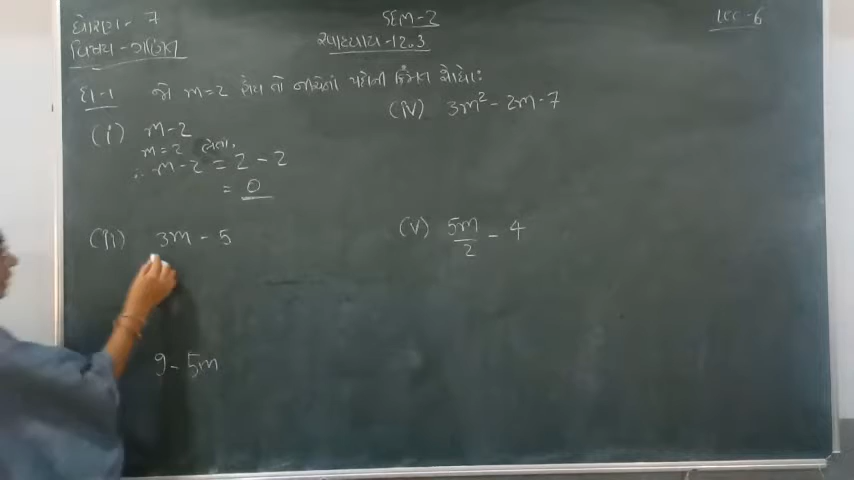 ધોરણ- 7
વિષય - ગણિત
SEM-2
સ્વાધ્યાય-12.3
LEC-6
દા-1 જો m=2 હોય તો નીચેનાં પદોની કિંમત શોધો:
(i) m-2
m=2 લેતા,
∴ m-2 = 2-2
= 0
(ii) 3m - 5
9-5m
(iv) 3m² - 2m - 7
(v) 5m/2 - 4